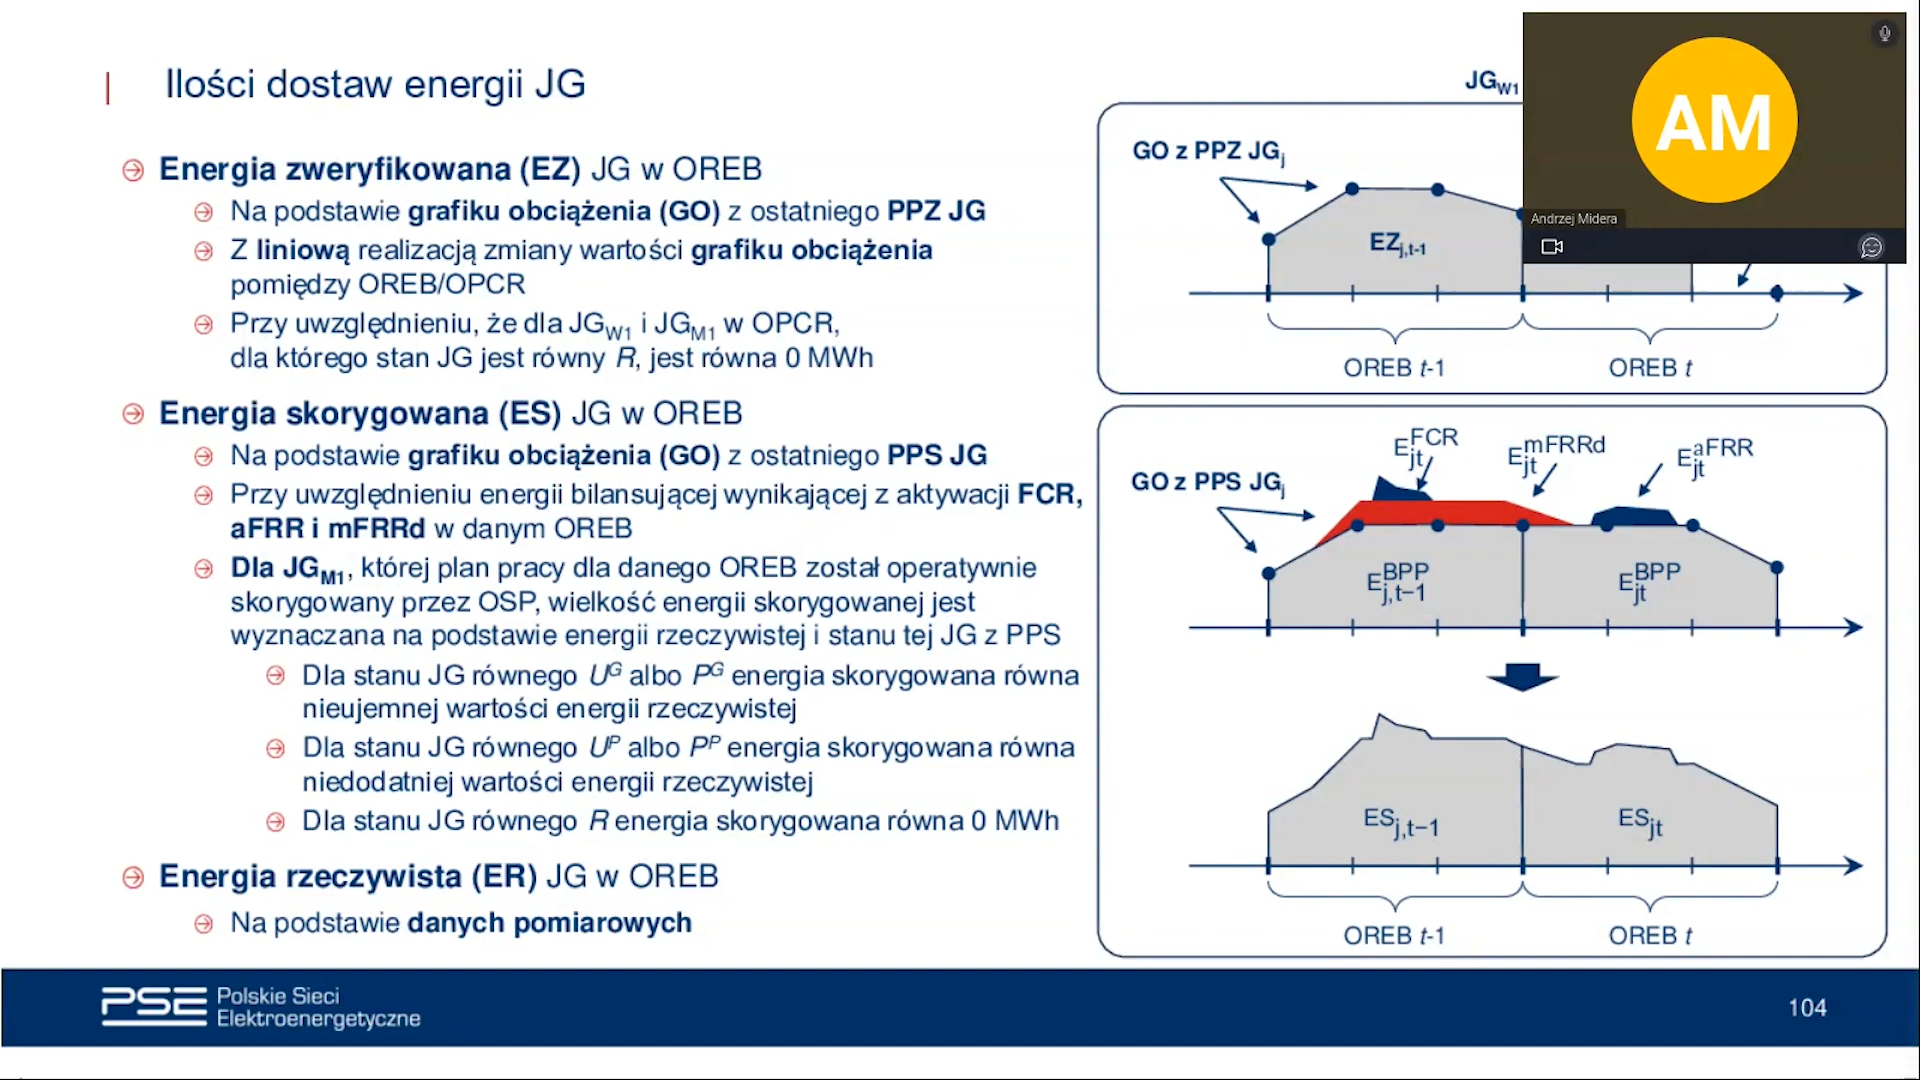 Ilości dostaw energii JG
Energia zweryfikowana (EZ) JG w OREB
Na podstawie grafiku obciążenia (GO) z ostatniego PPZ JG
Z liniową realizacją zmiany wartości grafiku obciążenia
pomiędzy OREB/OPCR
Przy uwzględnieniu, że dla JGW1 i JGM1 w OPCR,
dla którego stan JG jest równy R, jest równa 0 MWh
Energia skorygowana (ES) JG w OREB
Na podstawie grafiku obciążenia (GO) z ostatniego PPS JG
Przy uwzględnieniu energii bilansującej wynikającej z aktywacji FCR,
aFRR i mFRRd w danym OREB
Dla JGM1, której plan pracy dla danego OREB został operatywnie
skorygowany przez OSP, wielkość energii skorygowanej jest
wyznaczana na podstawie energii rzeczywistej i stanu tej JG z PPS
Dla stanu JG równego UG albo PG energia skorygowana równa
nieujemnej wartości energii rzeczywistej
Dla stanu JG równego UP albo PP energia skorygowana równa
niedodatniej wartości energii rzeczywistej
Dla stanu JG równego R energia skorygowana równa 0 MWh
Energia rzeczywista (ER) JG w OREB
Na podstawie danych pomiarowych
JGW1
GO z PPZ JGj
EZj,t-1
OREB t-1
OREB t
AM
Andrzej Midera
EjtFCR
EjtmFRRd
EjtaFRR
GO z PPS JGj
Ej,t−1BPP
EjtBPP
ESj,t−1
ESjt
OREB t-1
OREB t
PSE
Polskie Sieci
Elektroenergetyczne
104